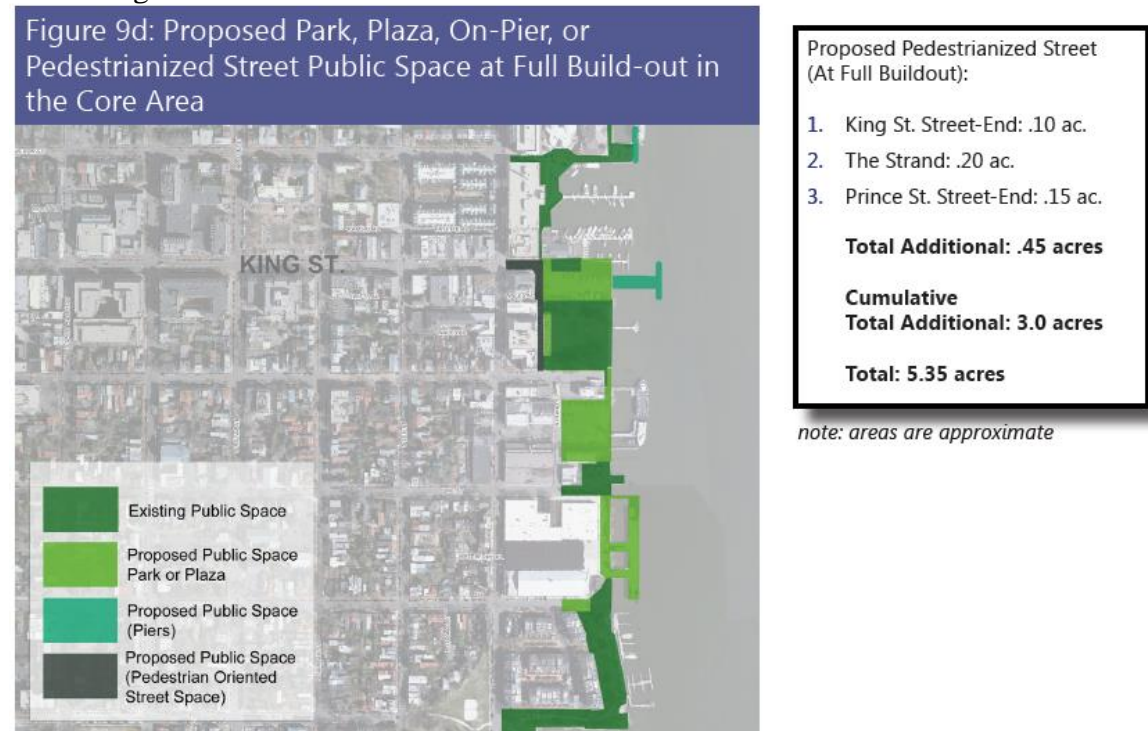 Figure 9d: Proposed Park, Plaza, On-Pier, or
Pedestrianized Street Public Space at Full Build-out in
the Core Area
KING ST.
Existing Public Space
Proposed Public Space
Park or Plaza
Proposed Public Space
(Piers)
Proposed Public Space
(Pedestrian Oriented
Street Space)
Proposed Pedestrianized Street
(At Full Buildout):
1. King St. Street-End: .10 ac.
2. The Strand: .20 ac.
3. Prince St. Street-End: .15 ac.
Total Additional: .45 acres
Cumulative
Total Additional: 3.0 acres
Total: 5.35 acres
note: areas are approximate